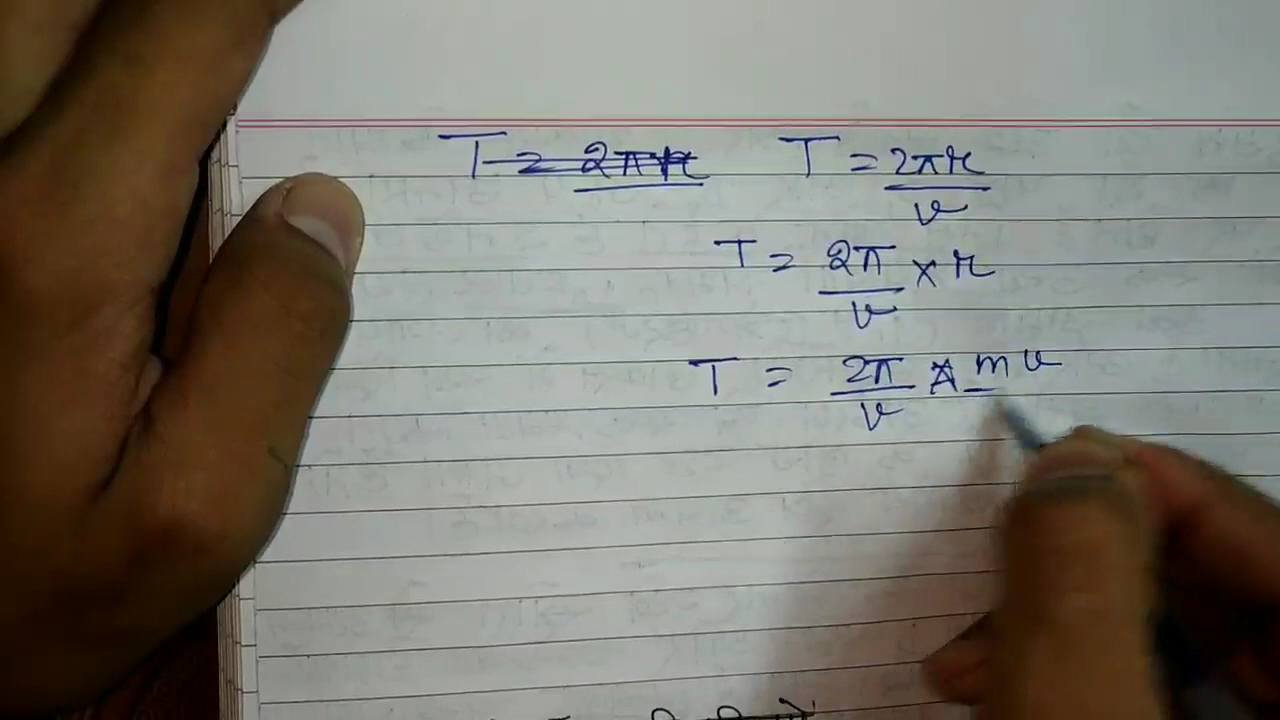 T = 2πr T = 2πr/v
T = 2π/v × r
T = 2π/v × mv